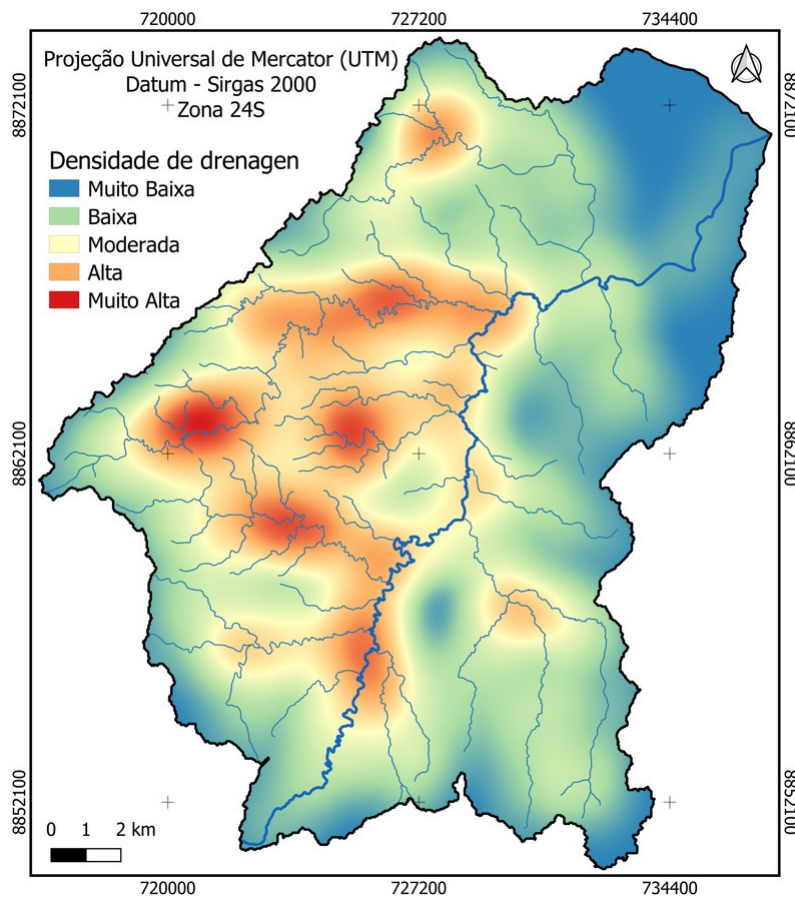 720000 727200 734400
Projeção Universal de Mercator (UTM)
Datum - Sirgas 2000
Zona 24S
8872100 8872100
Densidade de drenagen
Muito Baixa
Baixa
Moderada
Alta
Muito Alta
8862100 8862100
8852100 8852100
0 1 2 km
720000 727200 734400